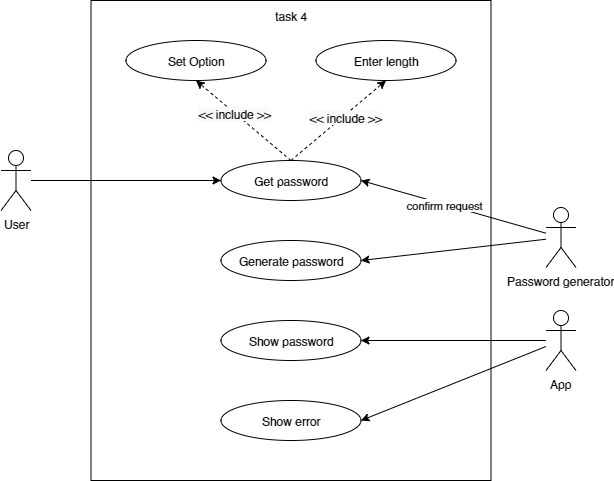 task 4
Set Option
Enter length
<< include >>
<< include >>
Get password
User
confirm request
Generate password
Password generator
Show password
App
Show error